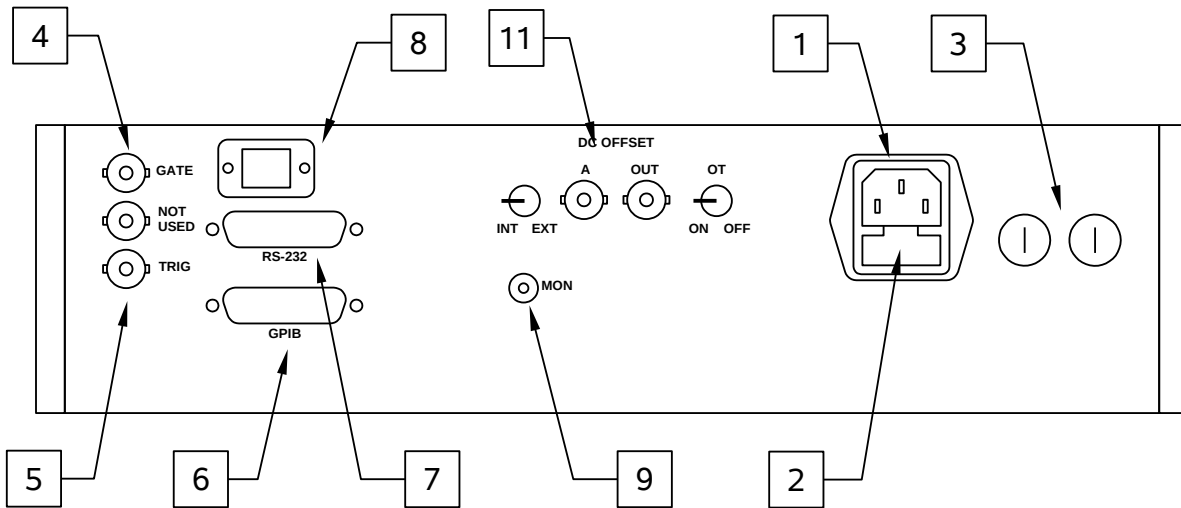 4
8
11
1
3
DC OFFSET
GATE
A
OUT
OT
NOT
USED
INT EXT
ON OFF
RS-232
TRIG
MON
GPIB
5
6
7
9
2